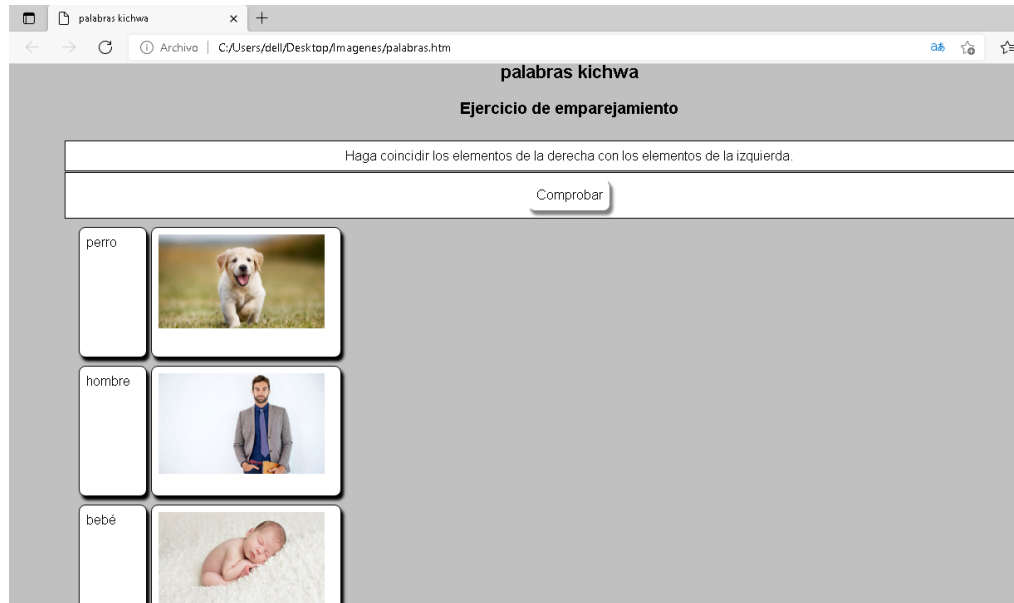 palabras kichwa
Archivo C:/Users/dell/Desktop/Imagenes/palabras.htm
palabras kichwa
Ejercicio de emparejamiento
Haga coincidir los elementos de la derecha con los elementos de la izquierda.
Comprobar
perro
hombre
bebé